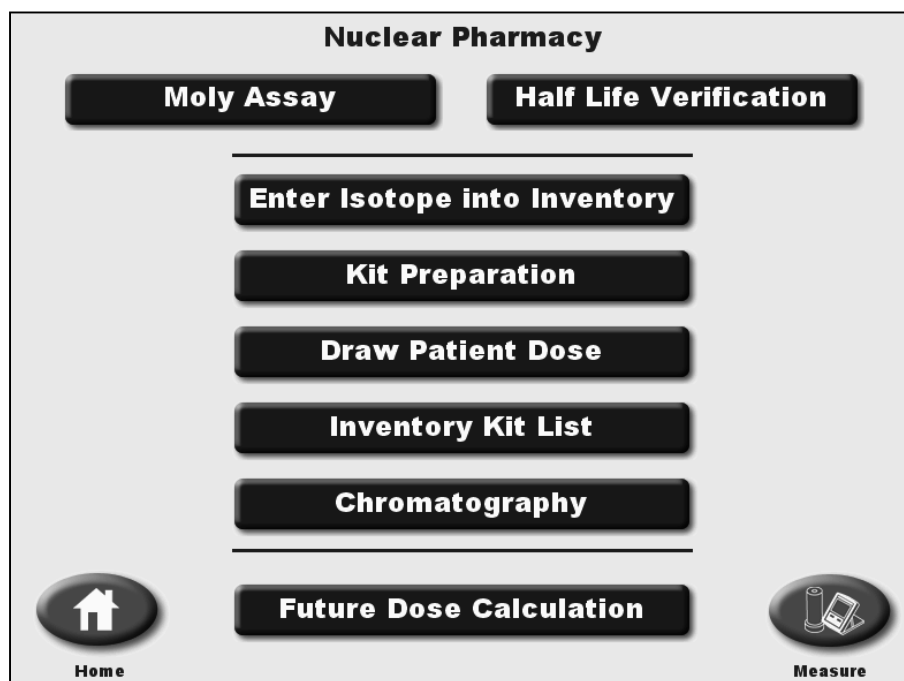 Nuclear Pharmacy
Moly Assay
Half Life Verification
Enter Isotope into Inventory
Kit Preparation
Draw Patient Dose
Inventory Kit List
Chromatography
Future Dose Calculation
Home
Measure